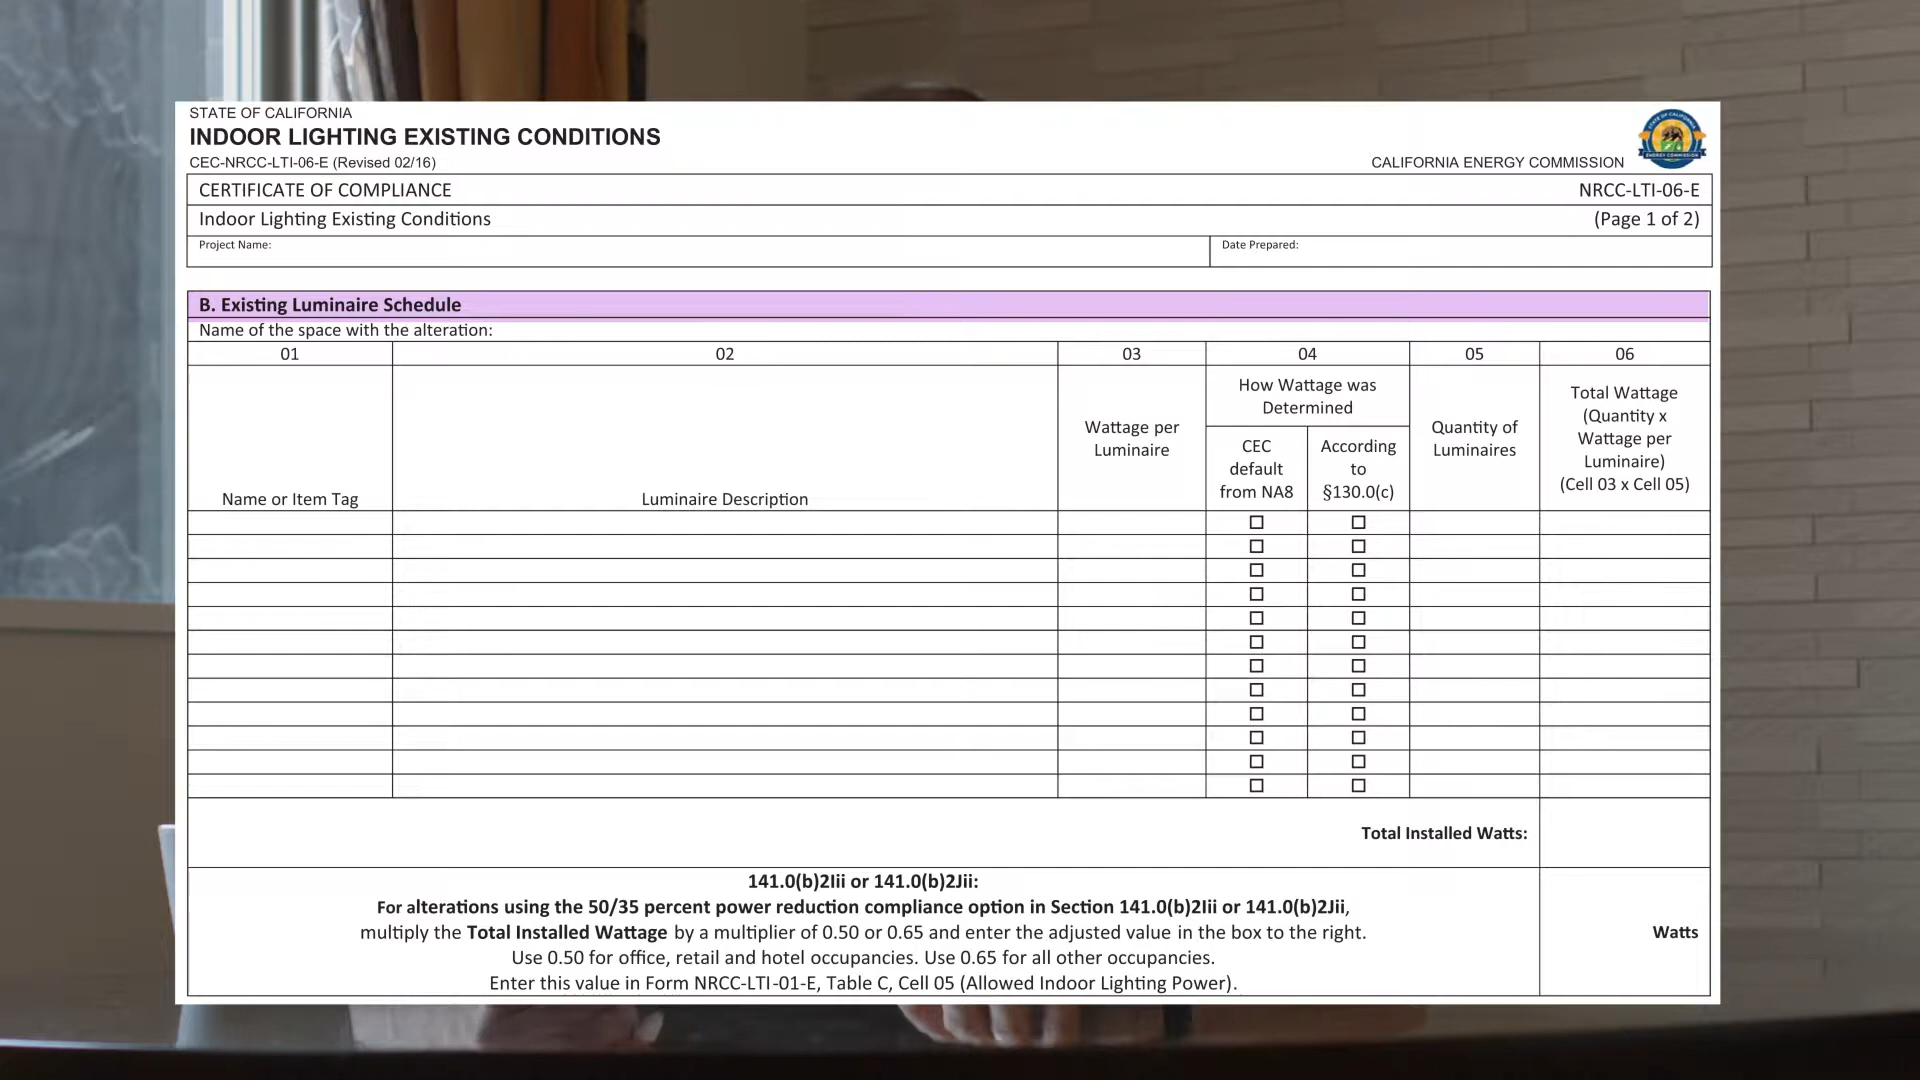 STATE OF CALIFORNIA
INDOOR LIGHTING EXISTING CONDITIONS
CEC-NRCC-LTI-06-E (Revised 02/16)
CALIFORNIA ENERGY COMMISSION
CERTIFICATE OF COMPLIANCE
NRCC-LTI-06-E
Indoor Lighting Existing Conditions
(Page 1 of 2)
Project Name:
Date Prepared:
B. Existing Luminaire Schedule
Name of the space with the alteration:
01
02
03
04
05
06
Name or Item Tag
Luminaire Description
Wattage per
Luminaire
How Wattage was
Determined
CEC
default
from NA8
According
to
§130.0(c)
Quantity of
Luminaires
Total Wattage
(Quantity x
Wattage per
Luminaire)
(Cell 03 x Cell 05)
Total Installed Watts:
141.0(b)2Iii or 141.0(b)2Jii:
For alterations using the 50/35 percent power reduction compliance option in Section 141.0(b)2Iii or 141.0(b)2Jii,
multiply the Total Installed Wattage by a multiplier of 0.50 or 0.65 and enter the adjusted value in the box to the right.
Use 0.50 for office, retail and hotel occupancies. Use 0.65 for all other occupancies.
Enter this value in Form NRCC-LTI-01-E, Table C, Cell 05 (Allowed Indoor Lighting Power).
Watts